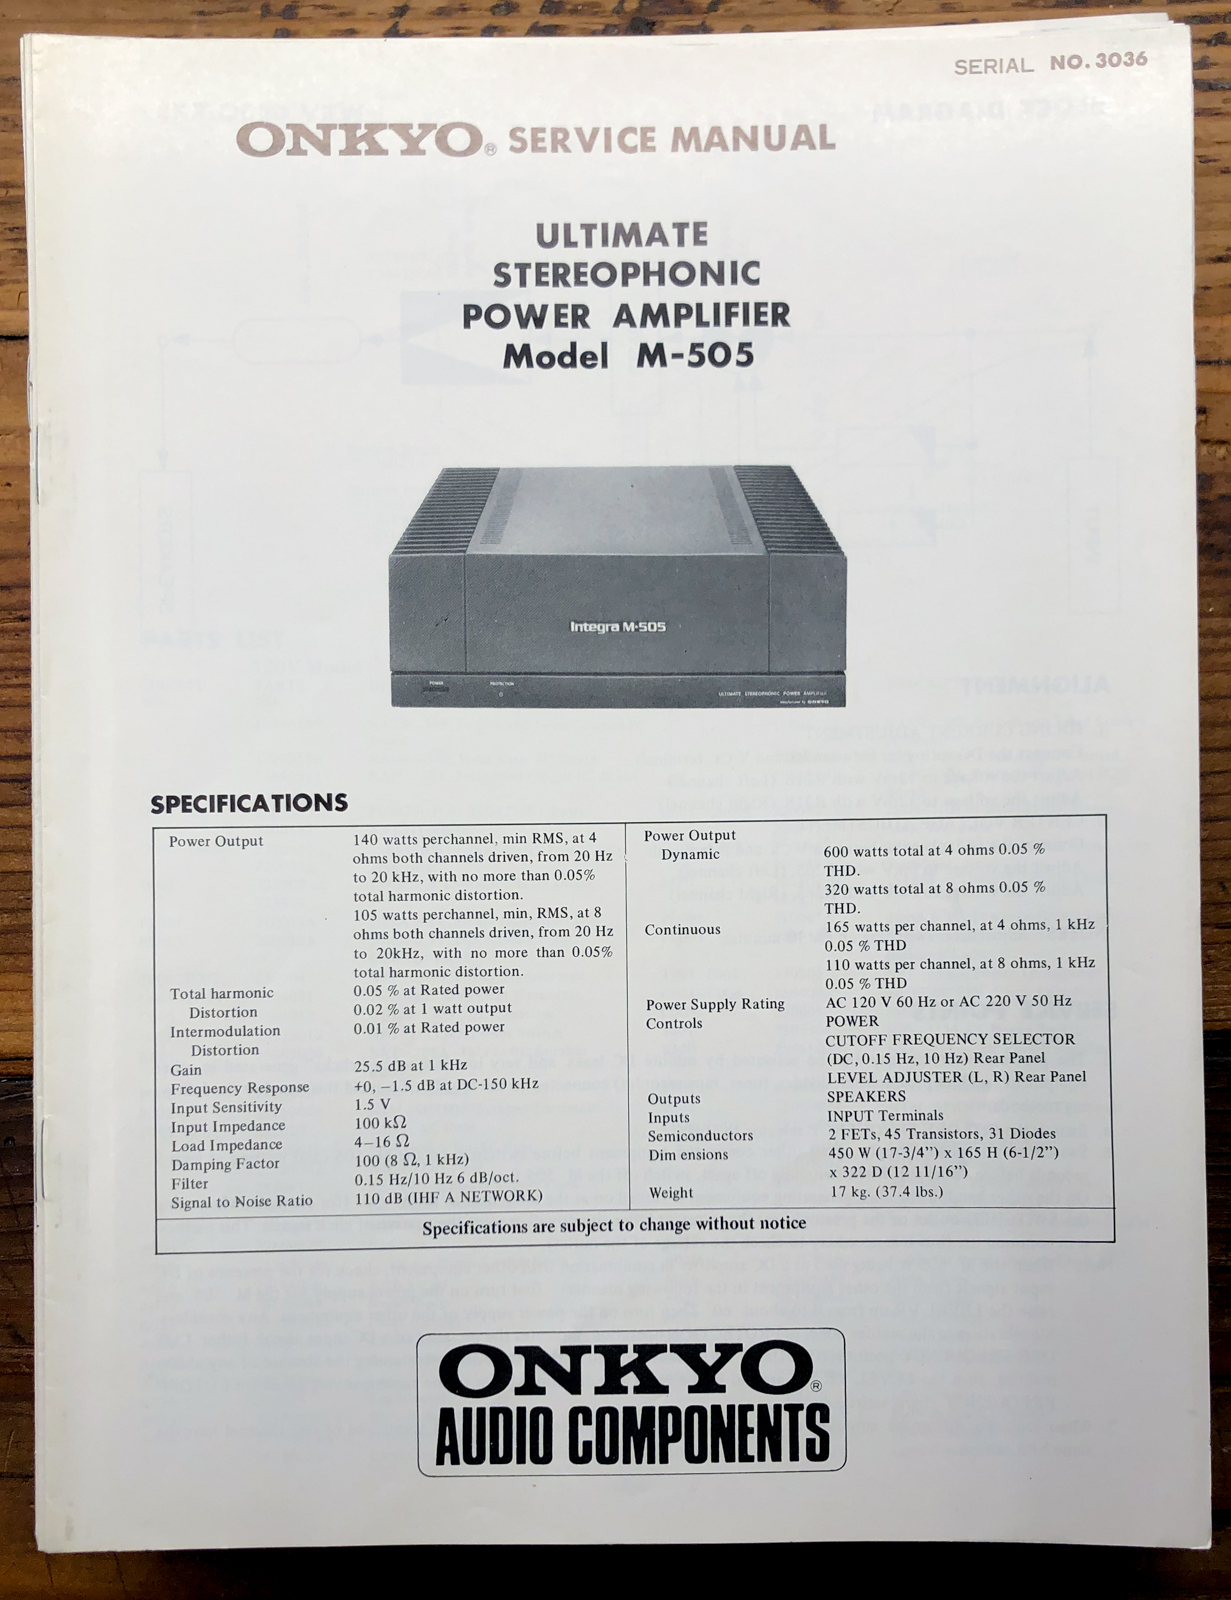 SERIAL NO. 3036
ONKYO® SERVICE MANUAL
ULTIMATE
STEREOPHONIC
POWER AMPLIFIER
Model M-505
Integra M-505
POWER
PROTECTION
ULTIMATE STEREOPHONIC POWER AMPLIFIER
ONKYO
SPECIFICATIONS
Power Output 140 watts perchannel, min RMS, at 4
ohms both channels driven, from 20 Hz
to 20 kHz, with no more than 0.05%
total harmonic distortion.
105 watts perchannel, min, RMS, at 8
ohms both channels driven, from 20 Hz
to 20kHz, with no more than 0.05%
total harmonic distortion.
Total harmonic 0.05 % at Rated power
Distortion 0.02 % at 1 watt output
Intermodulation 0.01 % at Rated power
Distortion
Gain 25.5 dB at 1 kHz
Frequency Response +0, −1.5 dB at DC-150 kHz
Input Sensitivity 1.5 V
Input Impedance 100 kΩ
Load Impedance 4−16 Ω
Damping Factor 100 (8 Ω, 1 kHz)
Filter 0.15 Hz/10 Hz 6 dB/oct.
Signal to Noise Ratio 110 dB (IHF A NETWORK)
Power Output
Dynamic 600 watts total at 4 ohms 0.05 %
THD.
320 watts total at 8 ohms 0.05 %
THD.
Continuous 165 watts per channel, at 4 ohms, 1 kHz
0.05 % THD
110 watts per channel, at 8 ohms, 1 kHz
0.05 % THD
Power Supply Rating AC 120 V 60 Hz or AC 220 V 50 Hz
Controls POWER
CUTOFF FREQUENCY SELECTOR
(DC, 0.15 Hz, 10 Hz) Rear Panel
LEVEL ADJUSTER (L, R) Rear Panel
Outputs SPEAKERS
Inputs INPUT Terminals
Semiconductors 2 FETs, 45 Transistors, 31 Diodes
Dim ensions 450 W (17-3/4") x 165 H (6-1/2")
x 322 D (12 11/16")
Weight 17 kg. (37.4 lbs.)
Specifications are subject to change without notice
ONKYO®
AUDIO COMPONENTS